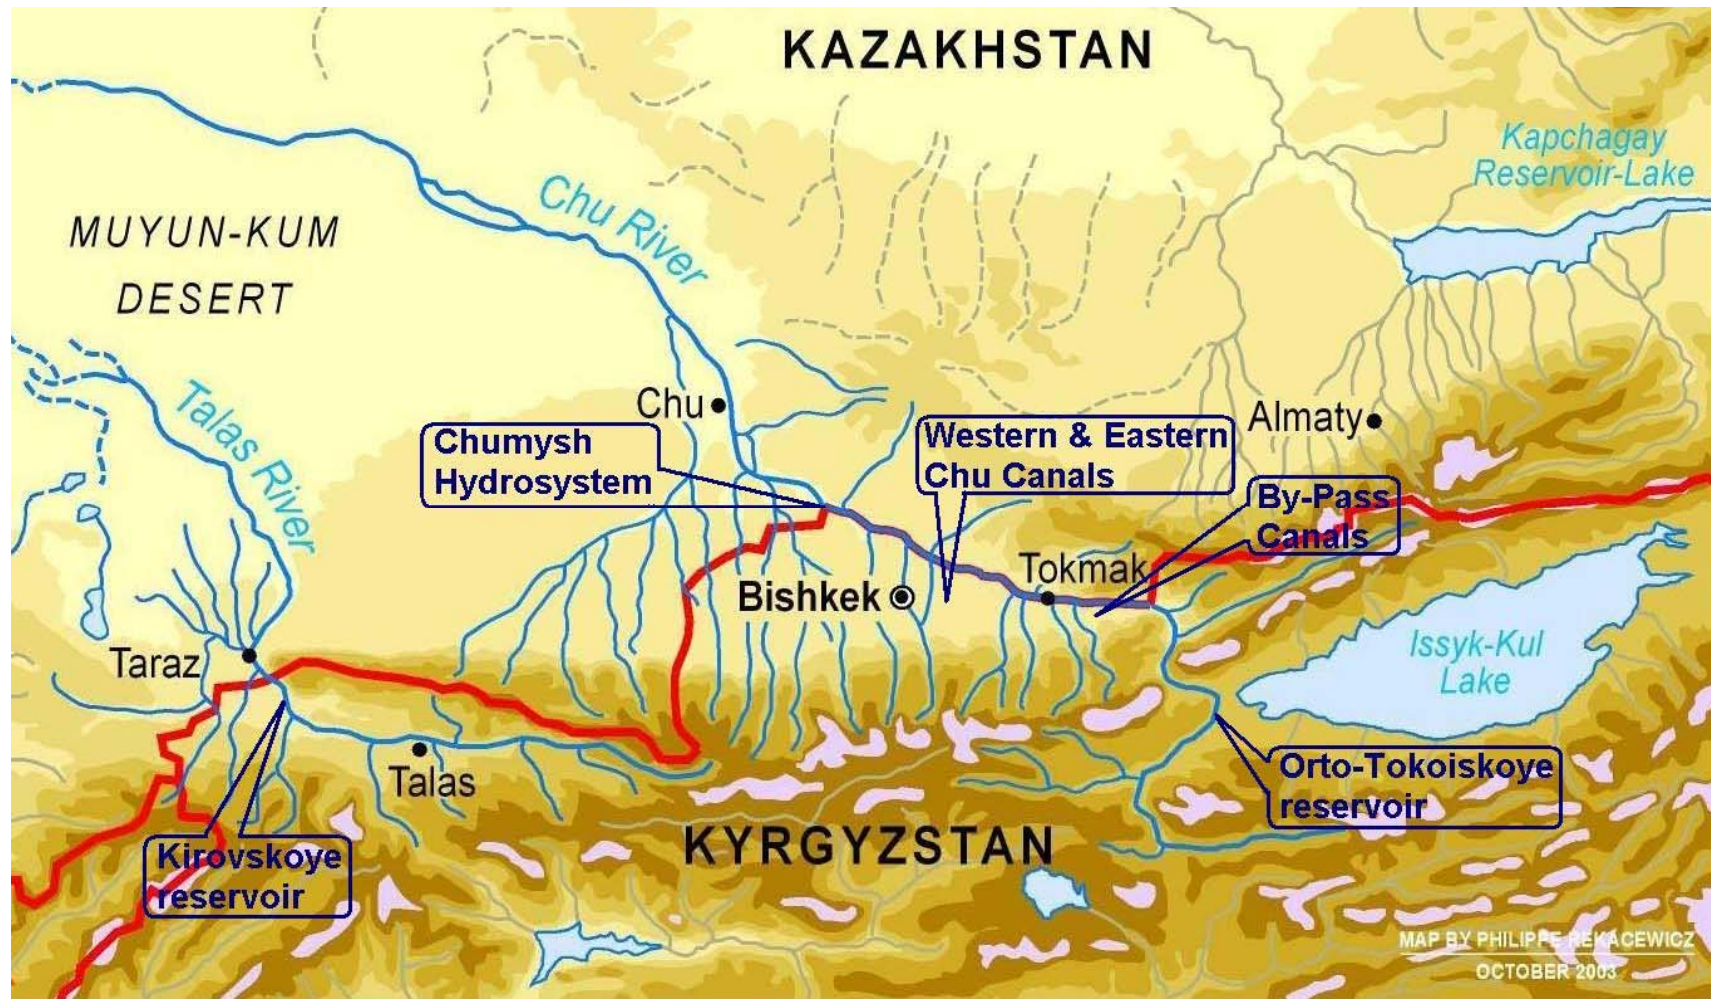 KAZAKHSTAN
Kapchagay
Reservoir-Lake
Chu River
MUYUN-KUM
DESERT
Talas River
Chu
Almaty
Chumysh
Hydrosystem
Western & Eastern
Chu Canals
By-Pass
Canals
Tokmak
Bishkek
Taraz
Issyk-Kul
Lake
Talas
Orto-Tokoiskoye
reservoir
KYRGYZSTAN
Kirovskoye
reservoir
MAP BY PHILIPPE REKACEWICZ
OCTOBER 2003